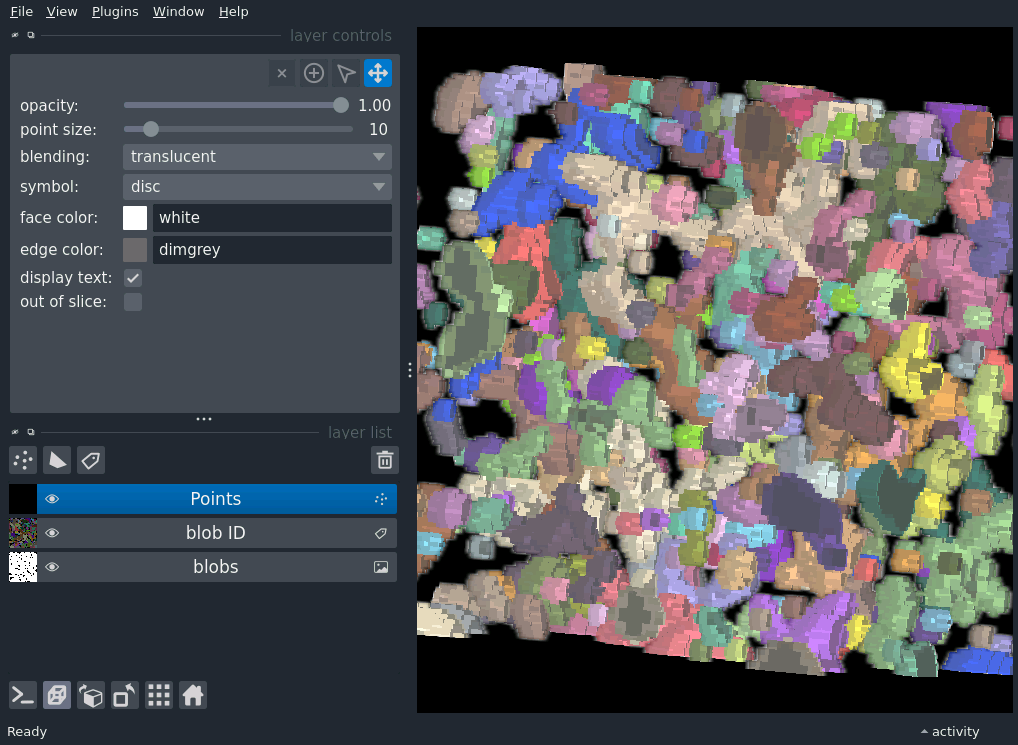 File View Plugins Window Help
layer controls
opacity: 1.00
point size: 10
blending: translucent
symbol: disc
face color: white
edge color: dimgrey
display text:
out of slice:
layer list
Points
blob ID
blobs
Ready activity